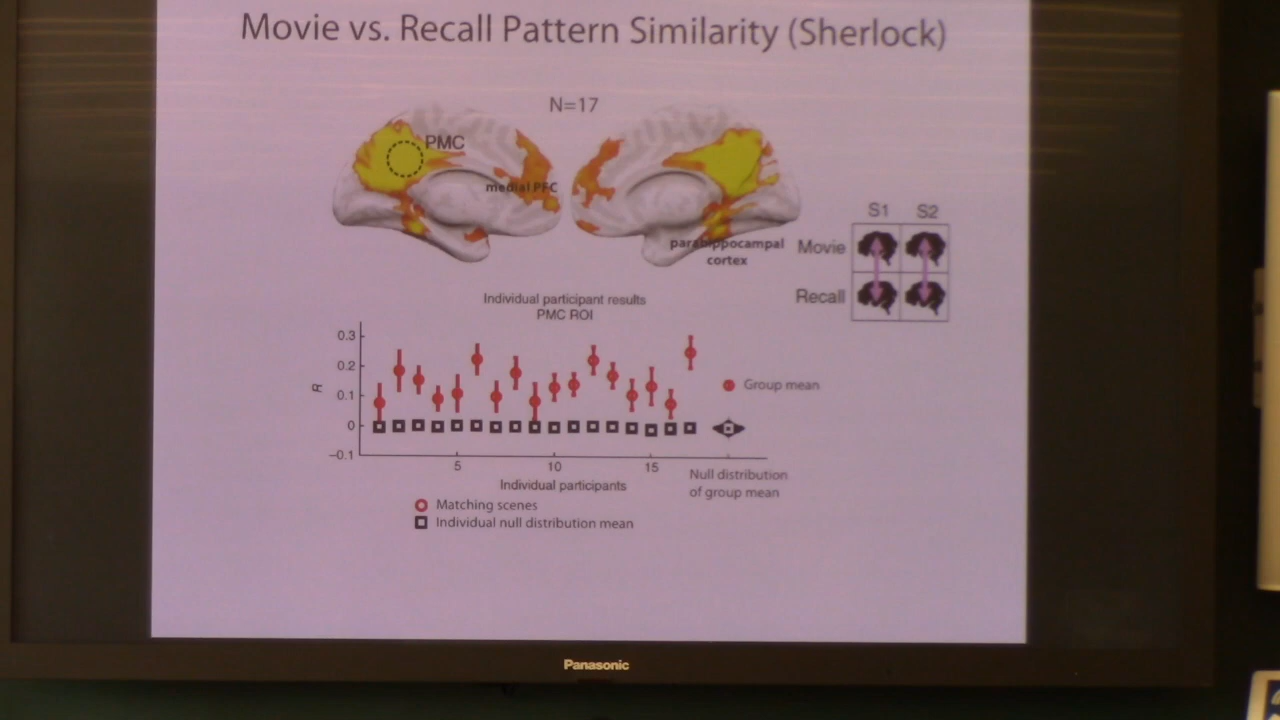 Movie vs. Recall Pattern Similarity (Sherlock)
N=17
PMC
medial PFC
parahippocampal
cortex
S1 S2
Movie
Recall
Individual participant results
PMC ROI
0.3
0.2
0.1
0
−0.1
R
5 10 15
Individual participants
Group mean
Null distribution
of group mean
Matching scenes
Individual null distribution mean
Panasonic